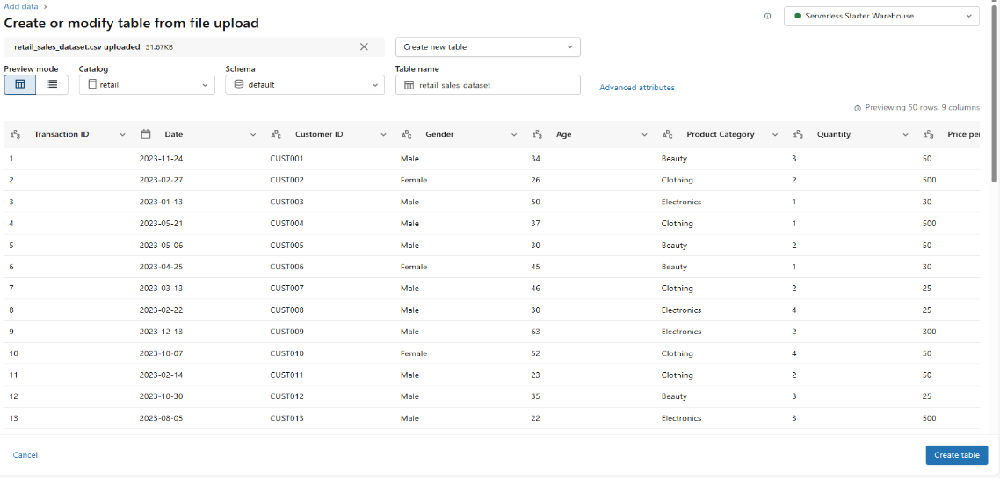 Add data
Create or modify table from file upload
Serverless Starter Warehouse
retail_sales_dataset.csv uploaded 51.67KB
Create new table
Preview mode Catalog Schema Table name
retail default retail_sales_dataset Advanced attributes
Previewing 50 rows, 9 columns
Transaction ID Date Customer ID Gender Age Product Category Quantity Price per
1 2023-11-24 CUST001 Male 34 Beauty 3 50
2 2023-02-27 CUST002 Female 26 Clothing 2 500
3 2023-01-13 CUST003 Male 50 Electronics 1 30
4 2023-05-21 CUST004 Male 37 Clothing 1 500
5 2023-05-06 CUST005 Male 30 Beauty 2 50
6 2023-04-25 CUST006 Female 45 Beauty 1 30
7 2023-03-13 CUST007 Male 46 Clothing 2 25
8 2023-02-22 CUST008 Male 30 Electronics 4 25
9 2023-12-13 CUST009 Male 63 Electronics 2 300
10 2023-10-07 CUST010 Female 52 Clothing 4 50
11 2023-02-14 CUST011 Male 23 Clothing 2 50
12 2023-10-30 CUST012 Male 35 Beauty 3 25
13 2023-08-05 CUST013 Male 22 Electronics 3 500
Cancel Create table